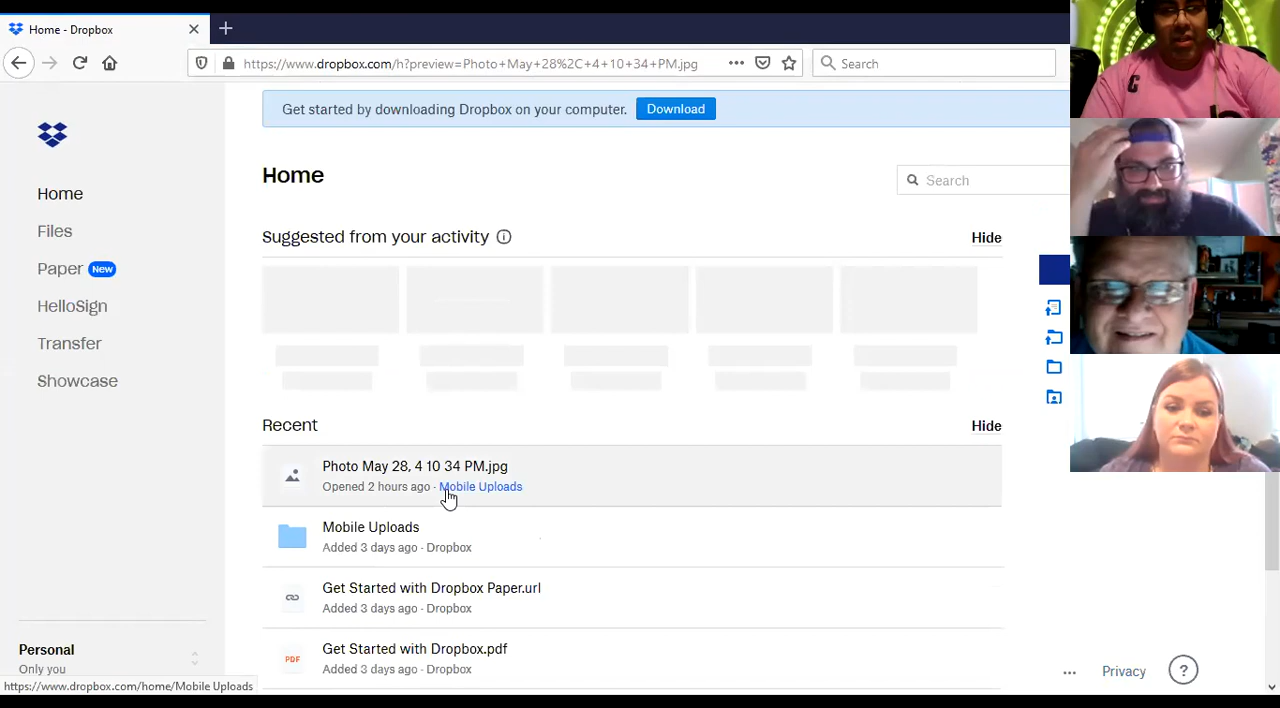 Home - Dropbox
https://www.dropbox.com/h?preview=Photo+May+28%2C+4+10+34+PM.jpg
Search
Get started by downloading Dropbox on your computer. Download
Home
Search
Home
Files
Paper New
HelloSign
Transfer
Showcase
Suggested from your activity
Hide
Recent
Hide
Photo May 28, 4 10 34 PM.jpg
Opened 2 hours ago · Mobile Uploads
Mobile Uploads
Added 3 days ago · Dropbox
Get Started with Dropbox Paper.url
Added 3 days ago · Dropbox
Get Started with Dropbox.pdf
Added 3 days ago · Dropbox
PDF
Personal
Only you
https://www.dropbox.com/home/Mobile Uploads
Privacy
?
C